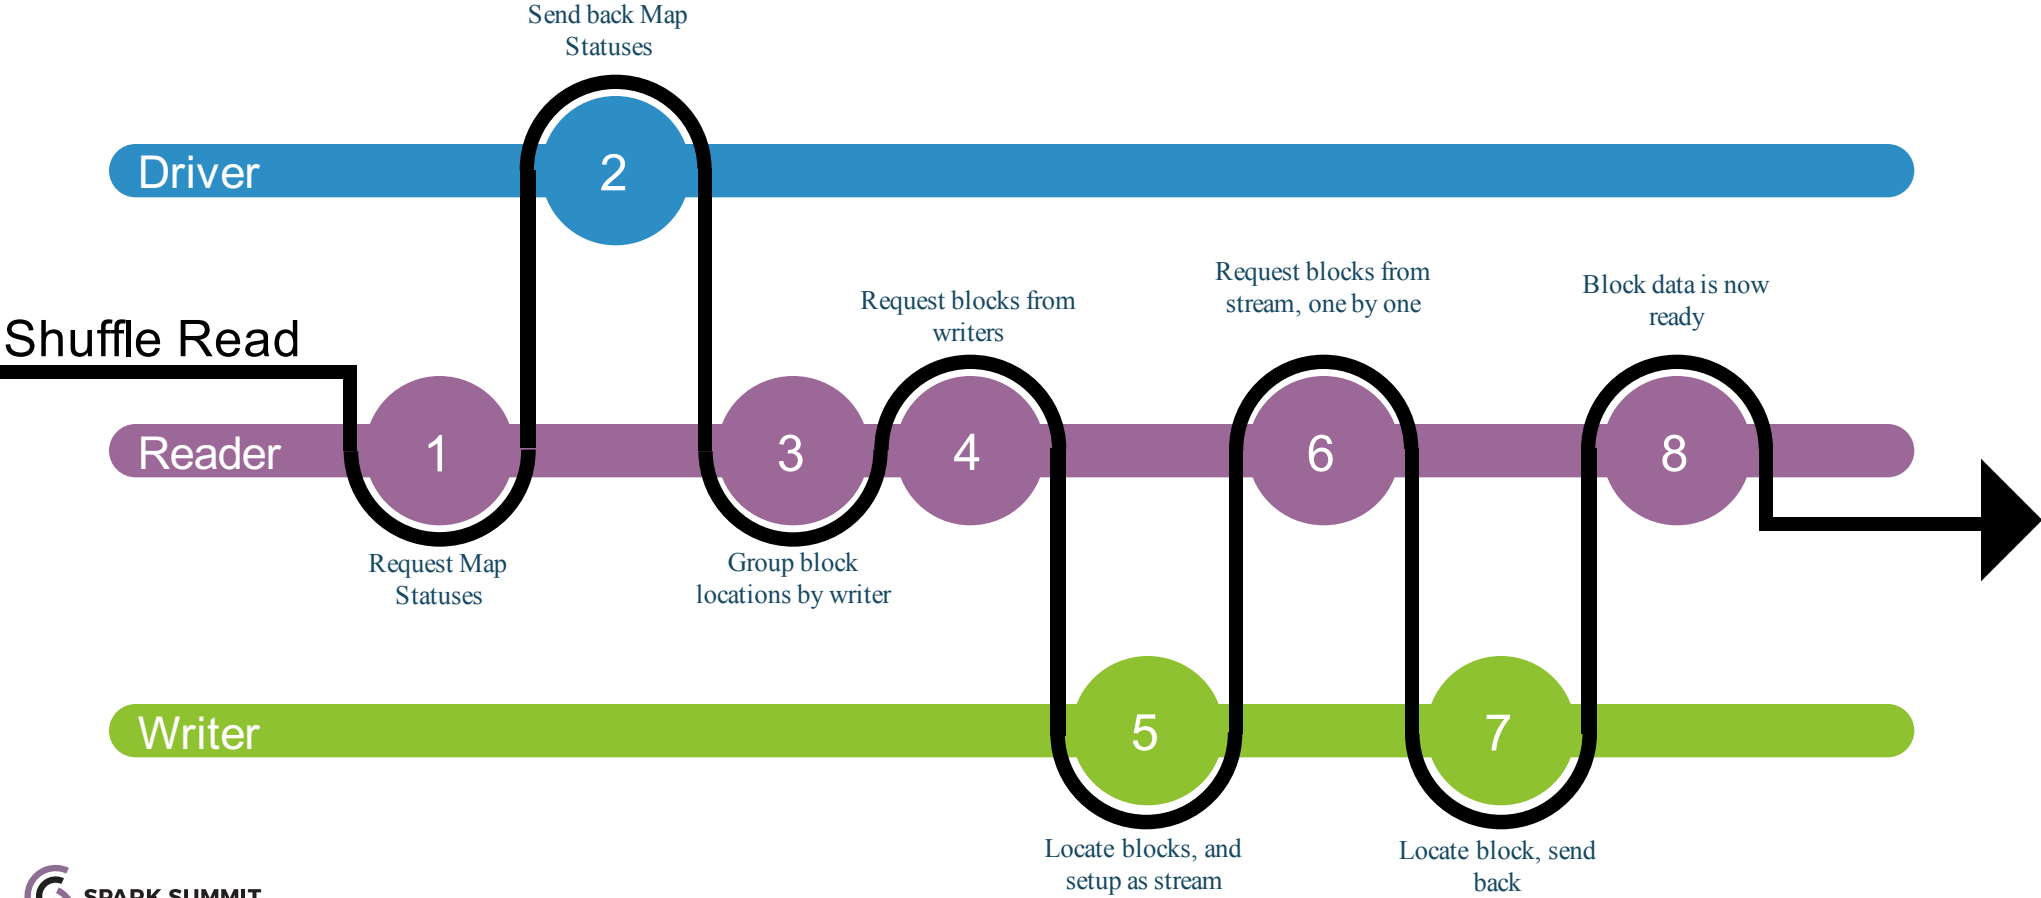 Send back Map
Statuses
Driver
2
Shuffle Read
Request blocks from
writers
Request blocks from
stream, one by one
Block data is now
ready
Reader
1
3
4
6
8
Request Map
Statuses
Group block
locations by writer
Writer
5
7
Locate blocks, and
setup as stream
Locate block, send
back
SPARK SUMMIT